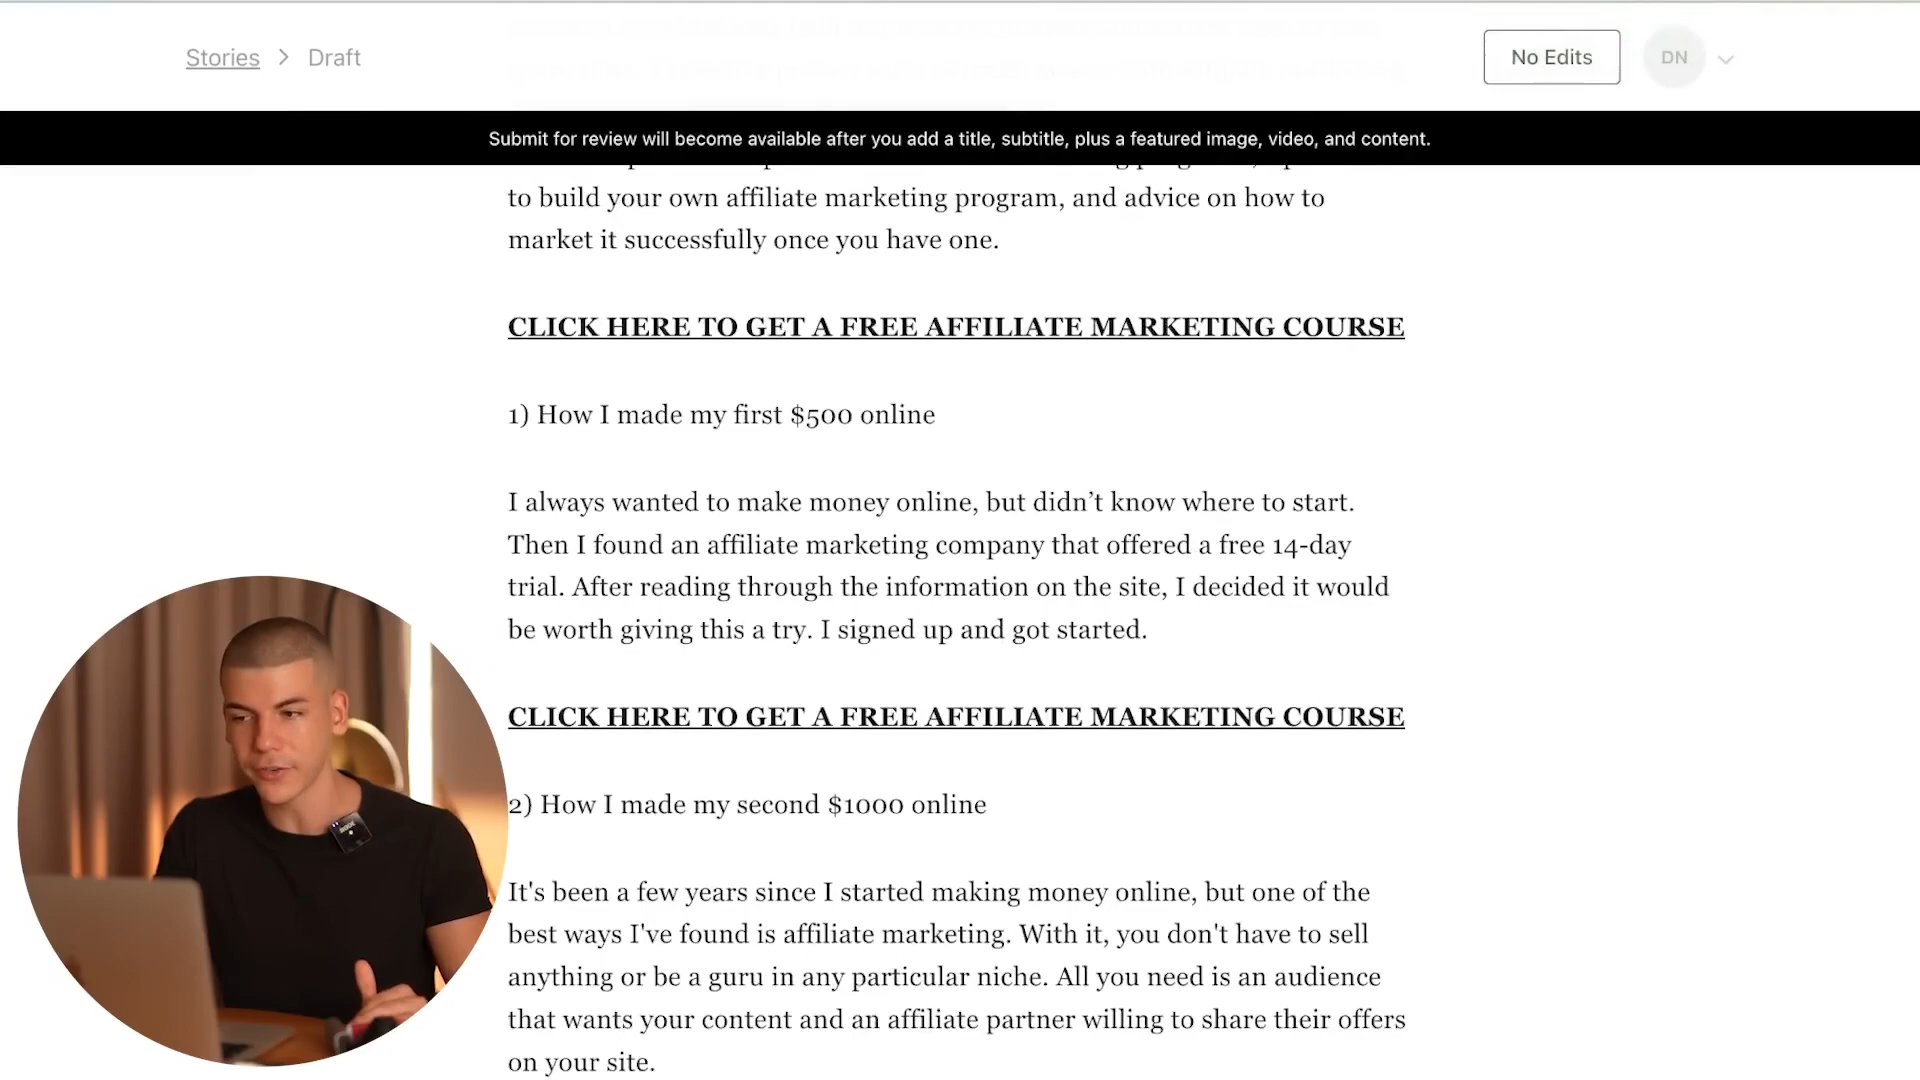 Stories > Draft
No Edits
DN
Submit for review will become available after you add a title, subtitle, plus a featured image, video, and content.
to build your own affiliate marketing program, and advice on how to
market it successfully once you have one.
CLICK HERE TO GET A FREE AFFILIATE MARKETING COURSE
1) How I made my first $500 online
I always wanted to make money online, but didn’t know where to start.
Then I found an affiliate marketing company that offered a free 14-day
trial. After reading through the information on the site, I decided it would
be worth giving this a try. I signed up and got started.
CLICK HERE TO GET A FREE AFFILIATE MARKETING COURSE
2) How I made my second $1000 online
It's been a few years since I started making money online, but one of the
best ways I've found is affiliate marketing. With it, you don't have to sell
anything or be a guru in any particular niche. All you need is an audience
that wants your content and an affiliate partner willing to share their offers
on your site.